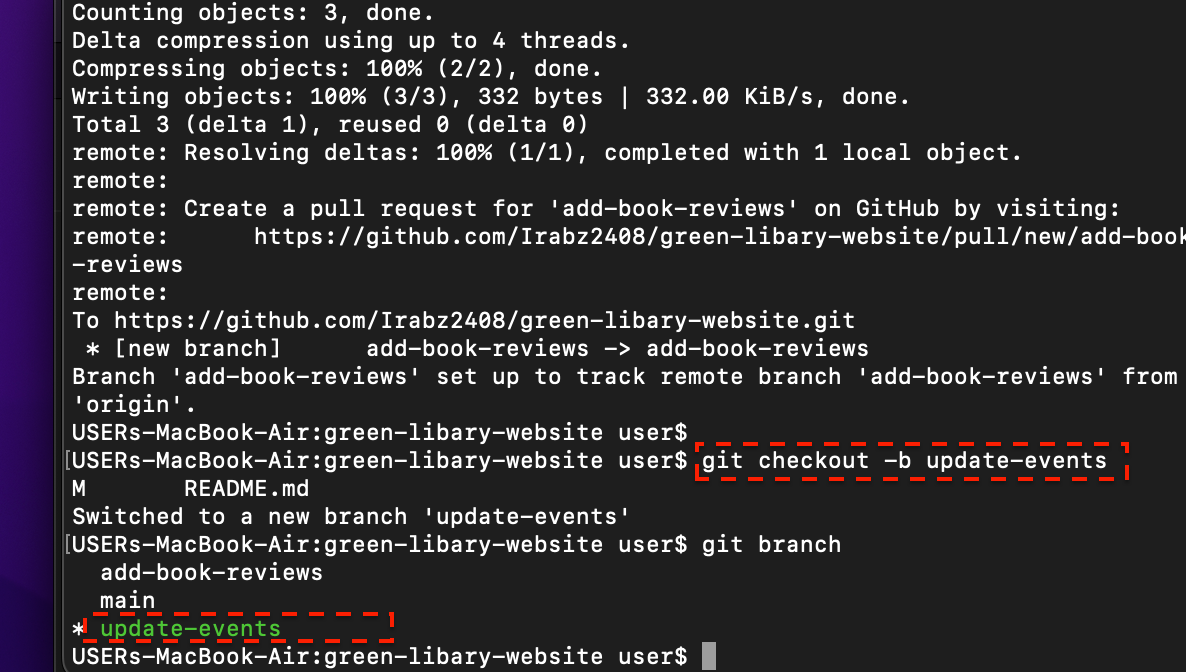 Counting objects: 3, done.
Delta compression using up to 4 threads.
Compressing objects: 100% (2/2), done.
Writing objects: 100% (3/3), 332 bytes | 332.00 KiB/s, done.
Total 3 (delta 1), reused 0 (delta 0)
remote: Resolving deltas: 100% (1/1), completed with 1 local object.
remote:
remote: Create a pull request for 'add-book-reviews' on GitHub by visiting:
remote:      https://github.com/Irabz2408/green-libary-website/pull/new/add-book
-reviews
remote:
To https://github.com/Irabz2408/green-libary-website.git
 * [new branch]      add-book-reviews -> add-book-reviews
Branch 'add-book-reviews' set up to track remote branch 'add-book-reviews' from
'origin'.
USERs-MacBook-Air:green-libary-website user$
[USERs-MacBook-Air:green-libary-website user$ git checkout -b update-events
M       README.md
Switched to a new branch 'update-events'
[USERs-MacBook-Air:green-libary-website user$ git branch
  add-book-reviews
  main
* update-events
USERs-MacBook-Air:green-libary-website user$